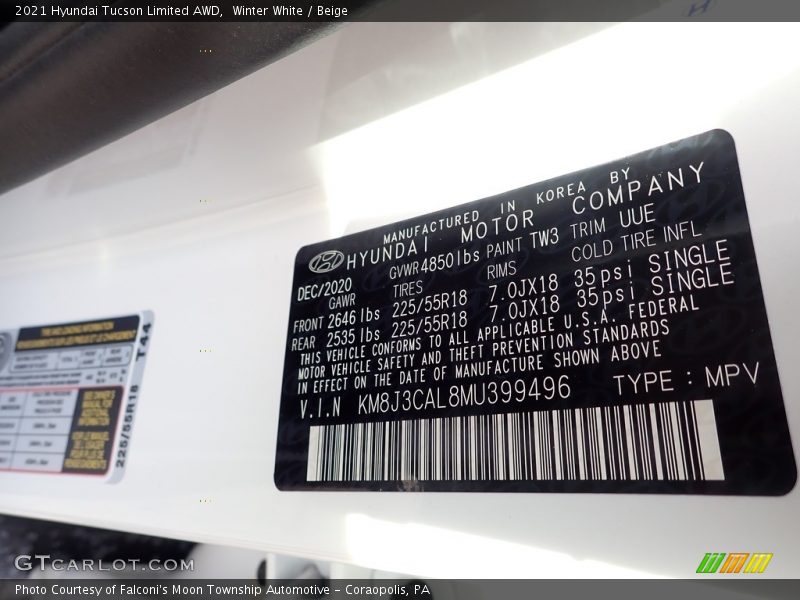 2021 Hyundai Tucson Limited AWD,  Winter White / Beige
MANUFACTURED IN KOREA BY
HYUNDAI MOTOR COMPANY
DEC/2020 GVWR 4850 lbs PAINT TW3 TRIM UUE
GAWR TIRES RIMS COLD TIRE INFL
FRONT 2646 lbs 225/55R18 7.0JX18 35 psi SINGLE
REAR 2535 lbs 225/55R18 7.0JX18 35 psi SINGLE
THIS VEHICLE CONFORMS TO ALL APPLICABLE U.S.A. FEDERAL
MOTOR VEHICLE SAFETY AND THEFT PREVENTION STANDARDS
IN EFFECT ON THE DATE OF MANUFACTURE SHOWN ABOVE
V.I.N KM8J3CAL8MU399496 TYPE : MPV
T44
225/55R18
GTCARLOT.COM
Photo Courtesy of Falconi's Moon Township Automotive - Coraopolis, PA